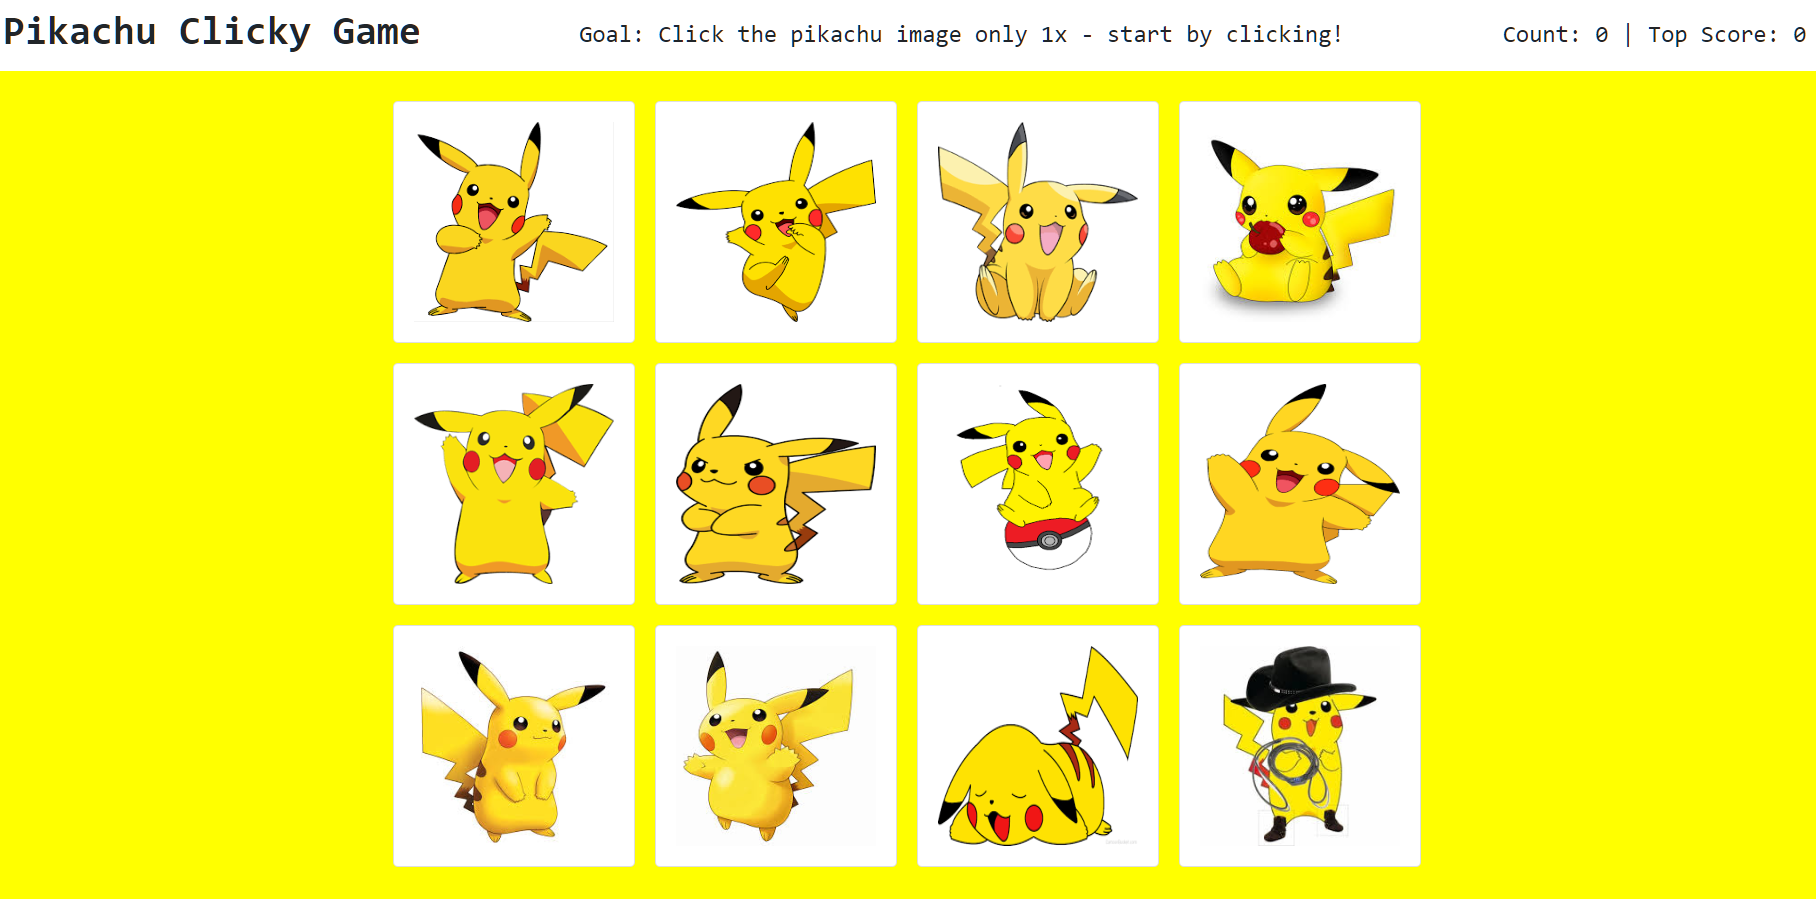 Pikachu Clicky Game
Goal: Click the pikachu image only 1x - start by clicking!
Count: 0 | Top Score: 0